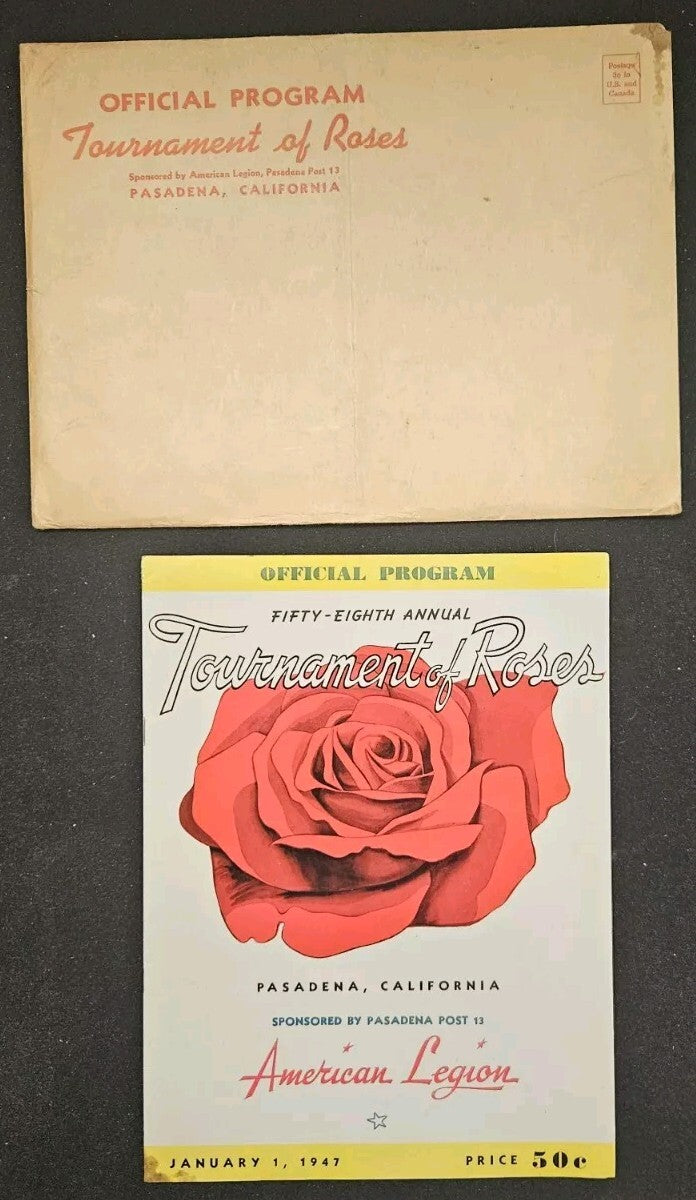 OFFICIAL PROGRAM
Tournament of Roses
Sponsored by American Legion, Pasadena Post 13
PASADENA, CALIFORNIA
Postage
3c in
U.S. and
Canada
OFFICIAL PROGRAM
FIFTY-EIGHTH ANNUAL
Tournament of Roses
PASADENA, CALIFORNIA
SPONSORED BY PASADENA POST 13
American Legion
JANUARY 1, 1947 PRICE 50c